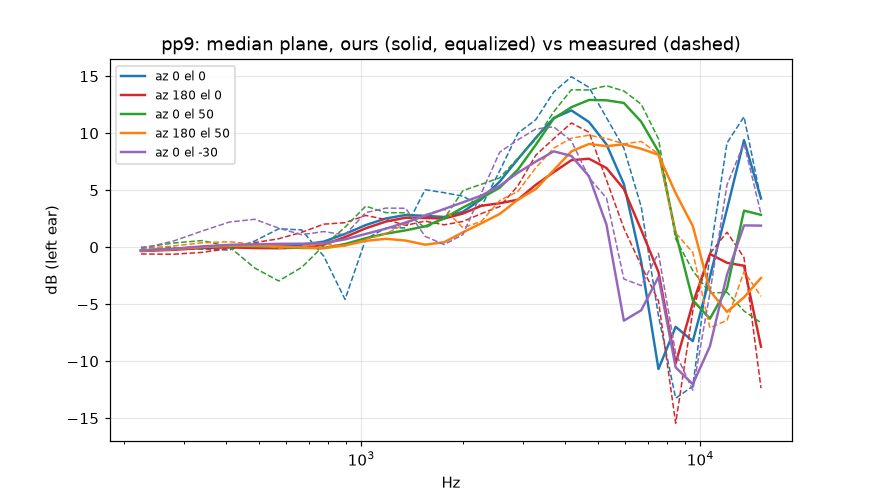 pp9: median plane, ours (solid, equalized) vs measured (dashed)
az 0 el 0
az 180 el 0
az 0 el 50
az 180 el 50
az 0 el -30
dB (left ear)
15
10
5
0
−5
−10
−15
10³
10⁴
Hz